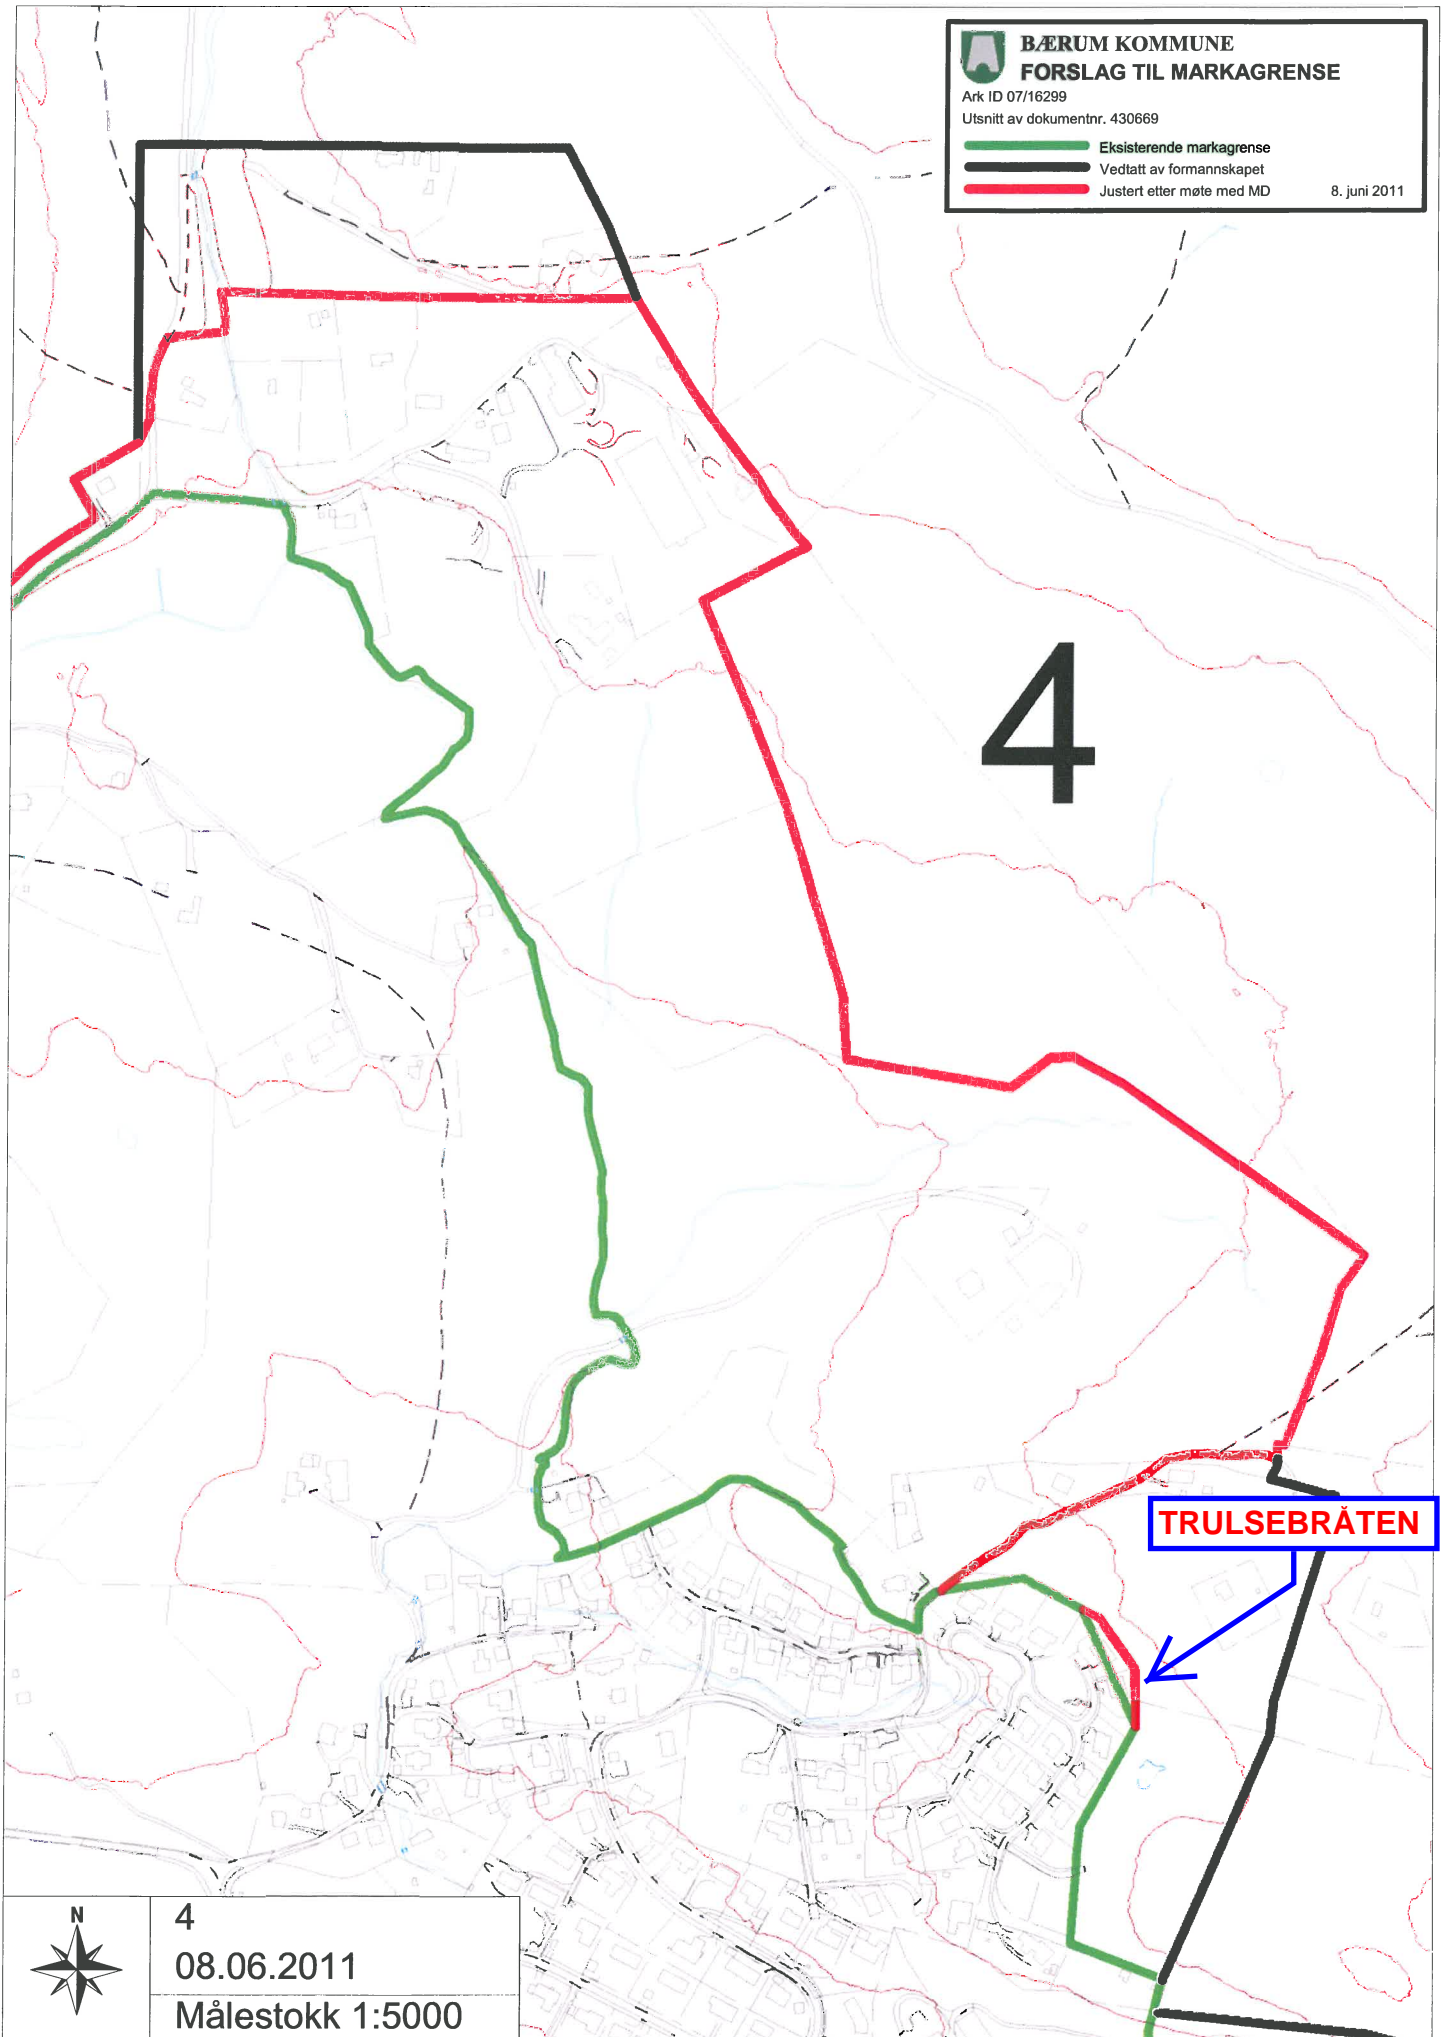 BÆRUM KOMMUNE
FORSLAG TIL MARKAGRENSE
Ark ID 07/16299
Utsnitt av dokumentnr. 430669
Eksisterende markagrense
Vedtatt av formannskapet
Justert etter møte med MD 8. juni 2011
4
TRULSEBRÅTEN
N
4
08.06.2011
Målestokk 1:5000